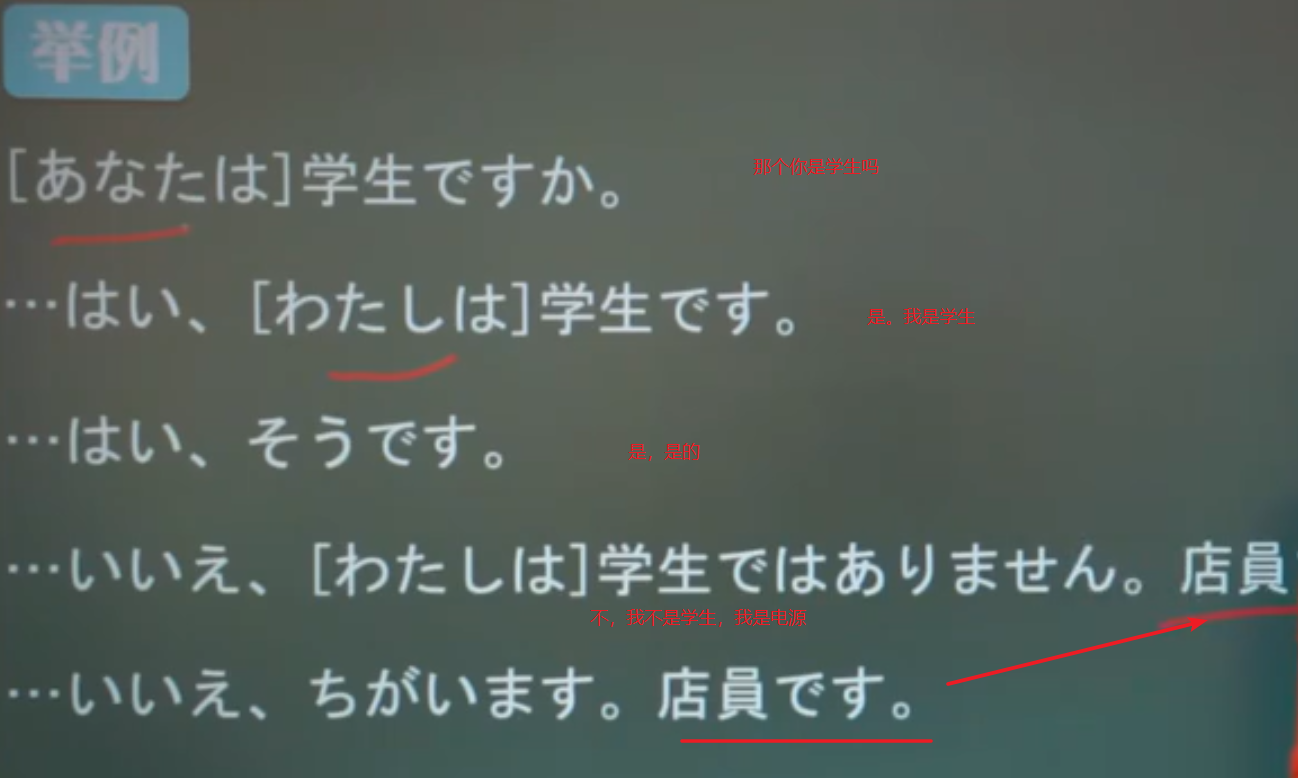 举例
[あなたは]学生ですか。
那个你是学生吗
…はい、[わたしは]学生です。
是，我是学生
…はい、そうです。
是，是的
…いいえ、[わたしは]学生ではありません。店員
不，我不是学生，我是电源
…いいえ、ちがいます。店員です。